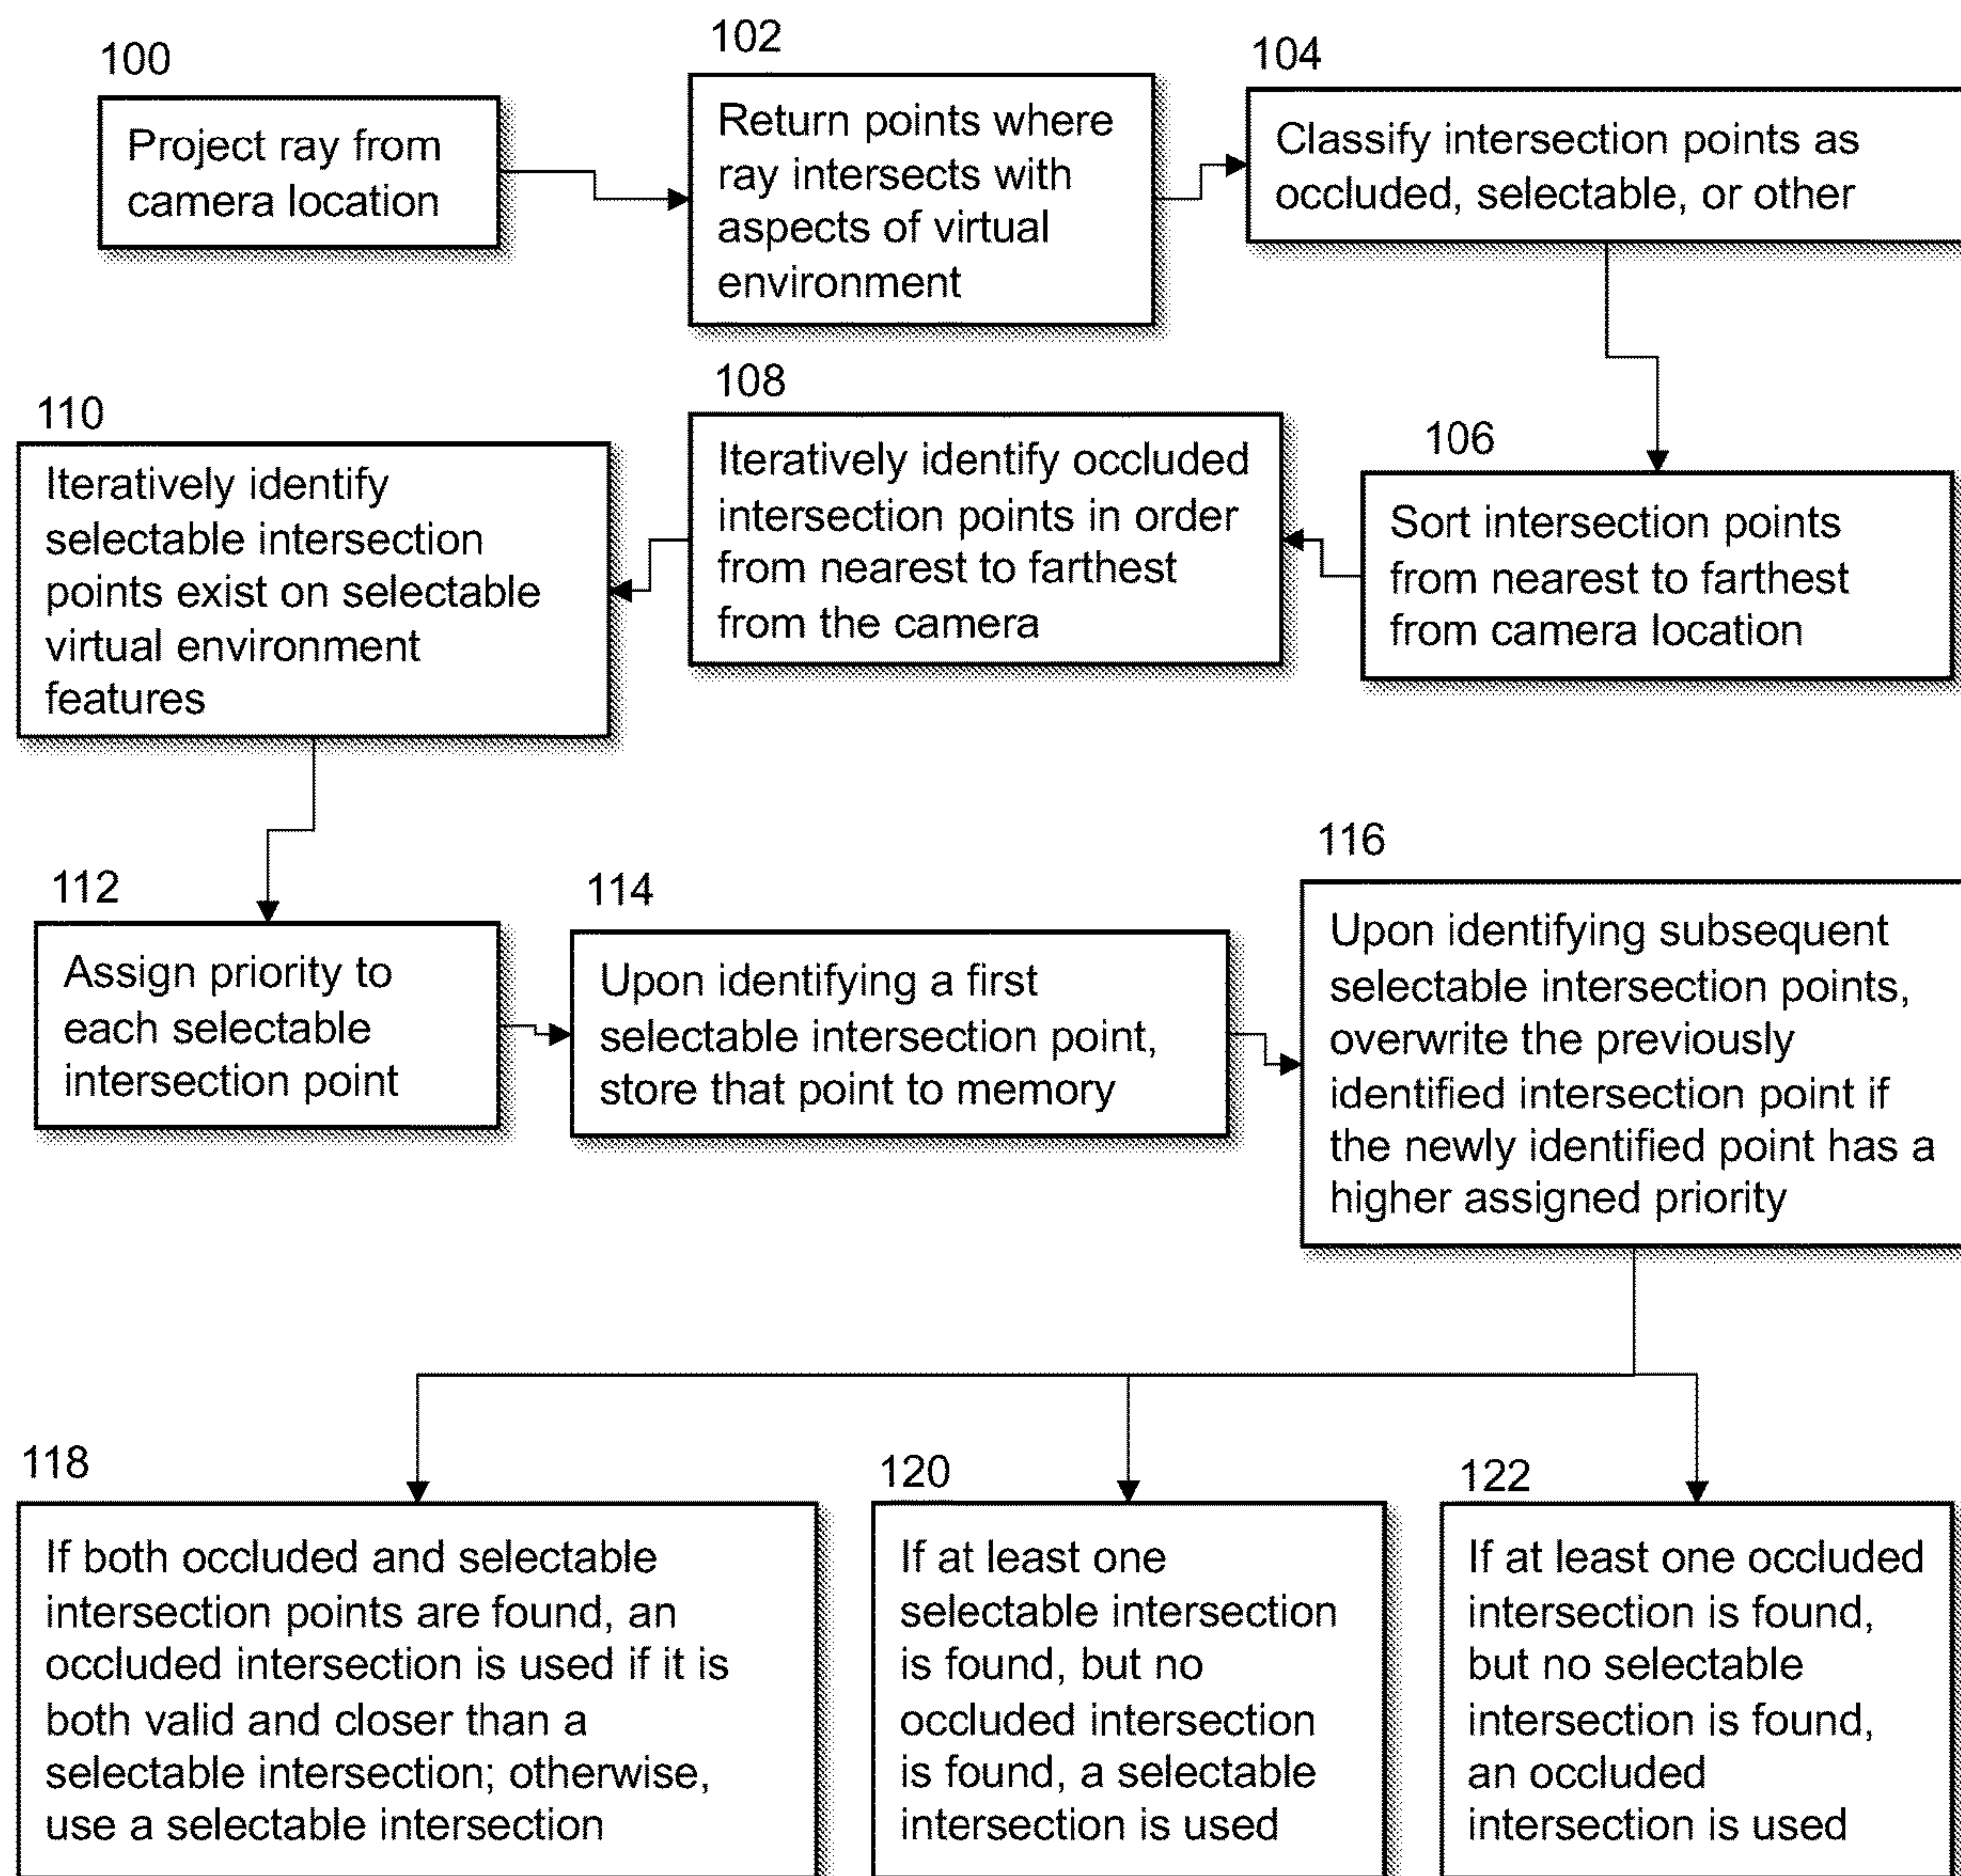 100
Project ray from
camera location
102
Return points where
ray intersects with
aspects of virtual
environment
104
Classify intersection points as
occluded, selectable, or other
106
Sort intersection points
from nearest to farthest
from camera location
108
Iteratively identify occluded
intersection points in order
from nearest to farthest
from the camera
110
Iteratively identify
selectable intersection
points exist on selectable
virtual environment
features
112
Assign priority to
each selectable
intersection point
114
Upon identifying a first
selectable intersection point,
store that point to memory
116
Upon identifying subsequent
selectable intersection points,
overwrite the previously
identified intersection point if
the newly identified point has a
higher assigned priority
118
If both occluded and selectable
intersection points are found, an
occluded intersection is used if it is
both valid and closer than a
selectable intersection; otherwise,
use a selectable intersection
120
If at least one
selectable intersection
is found, but no
occluded intersection
is found, a selectable
intersection is used
122
If at least one occluded
intersection is found,
but no selectable
intersection is found,
an occluded
intersection is used